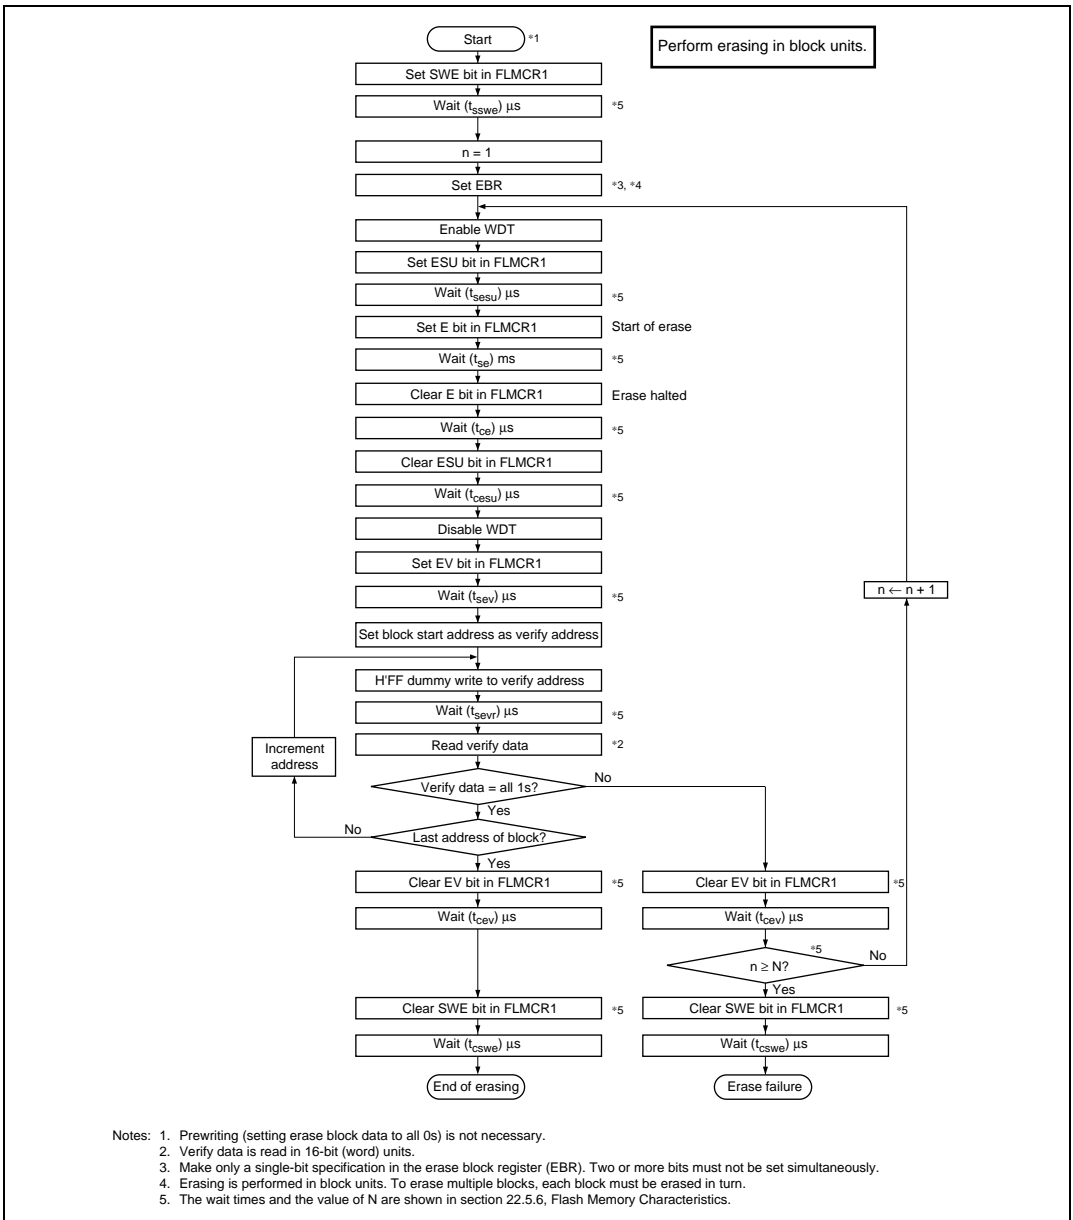 Start *1
Perform erasing in block units.
Set SWE bit in FLMCR1
Wait (tsswe) μs *5
n = 1
Set EBR *3, *4
Enable WDT
Set ESU bit in FLMCR1
Wait (tsesu) μs *5
Set E bit in FLMCR1 Start of erase
Wait (tse) ms *5
Clear E bit in FLMCR1 Erase halted
Wait (tce) μs *5
Clear ESU bit in FLMCR1
Wait (tcesu) μs *5
Disable WDT
Set EV bit in FLMCR1
Wait (tsev) μs *5
n ← n + 1
Set block start address as verify address
H'FF dummy write to verify address
Wait (tsevr) μs *5
Read verify data *2
Increment
address
Verify data = all 1s? No
Yes
No Last address of block?
Yes
Clear EV bit in FLMCR1 *5 Clear EV bit in FLMCR1 *5
Wait (tcev) μs Wait (tcev) μs
*5
n ≥ N? No
Yes
Clear SWE bit in FLMCR1 *5 Clear SWE bit in FLMCR1 *5
Wait (tcswe) μs Wait (tcswe) μs
End of erasing Erase failure
Notes: 1. Prewriting (setting erase block data to all 0s) is not necessary.
2. Verify data is read in 16-bit (word) units.
3. Make only a single-bit specification in the erase block register (EBR). Two or more bits must not be set simultaneously.
4. Erasing is performed in block units. To erase multiple blocks, each block must be erased in turn.
5. The wait times and the value of N are shown in section 22.5.6, Flash Memory Characteristics.